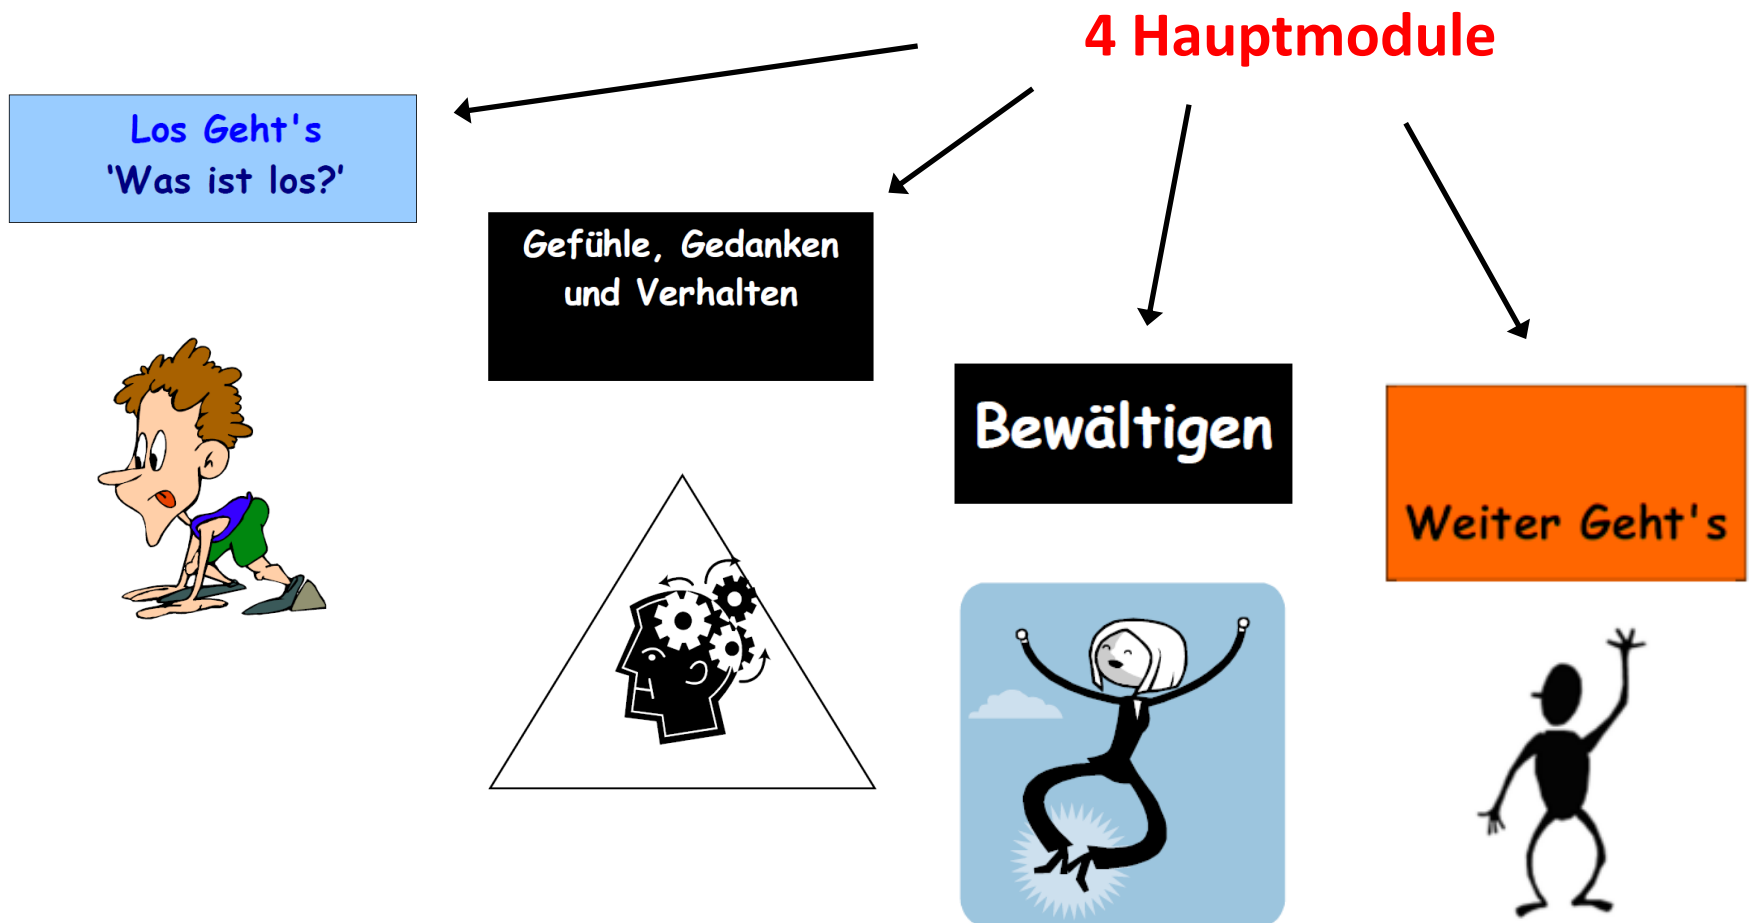 4 Hauptmodule
Los Geht's
‘Was ist los?’
Gefühle, Gedanken
und Verhalten
Bewältigen
Weiter Geht's